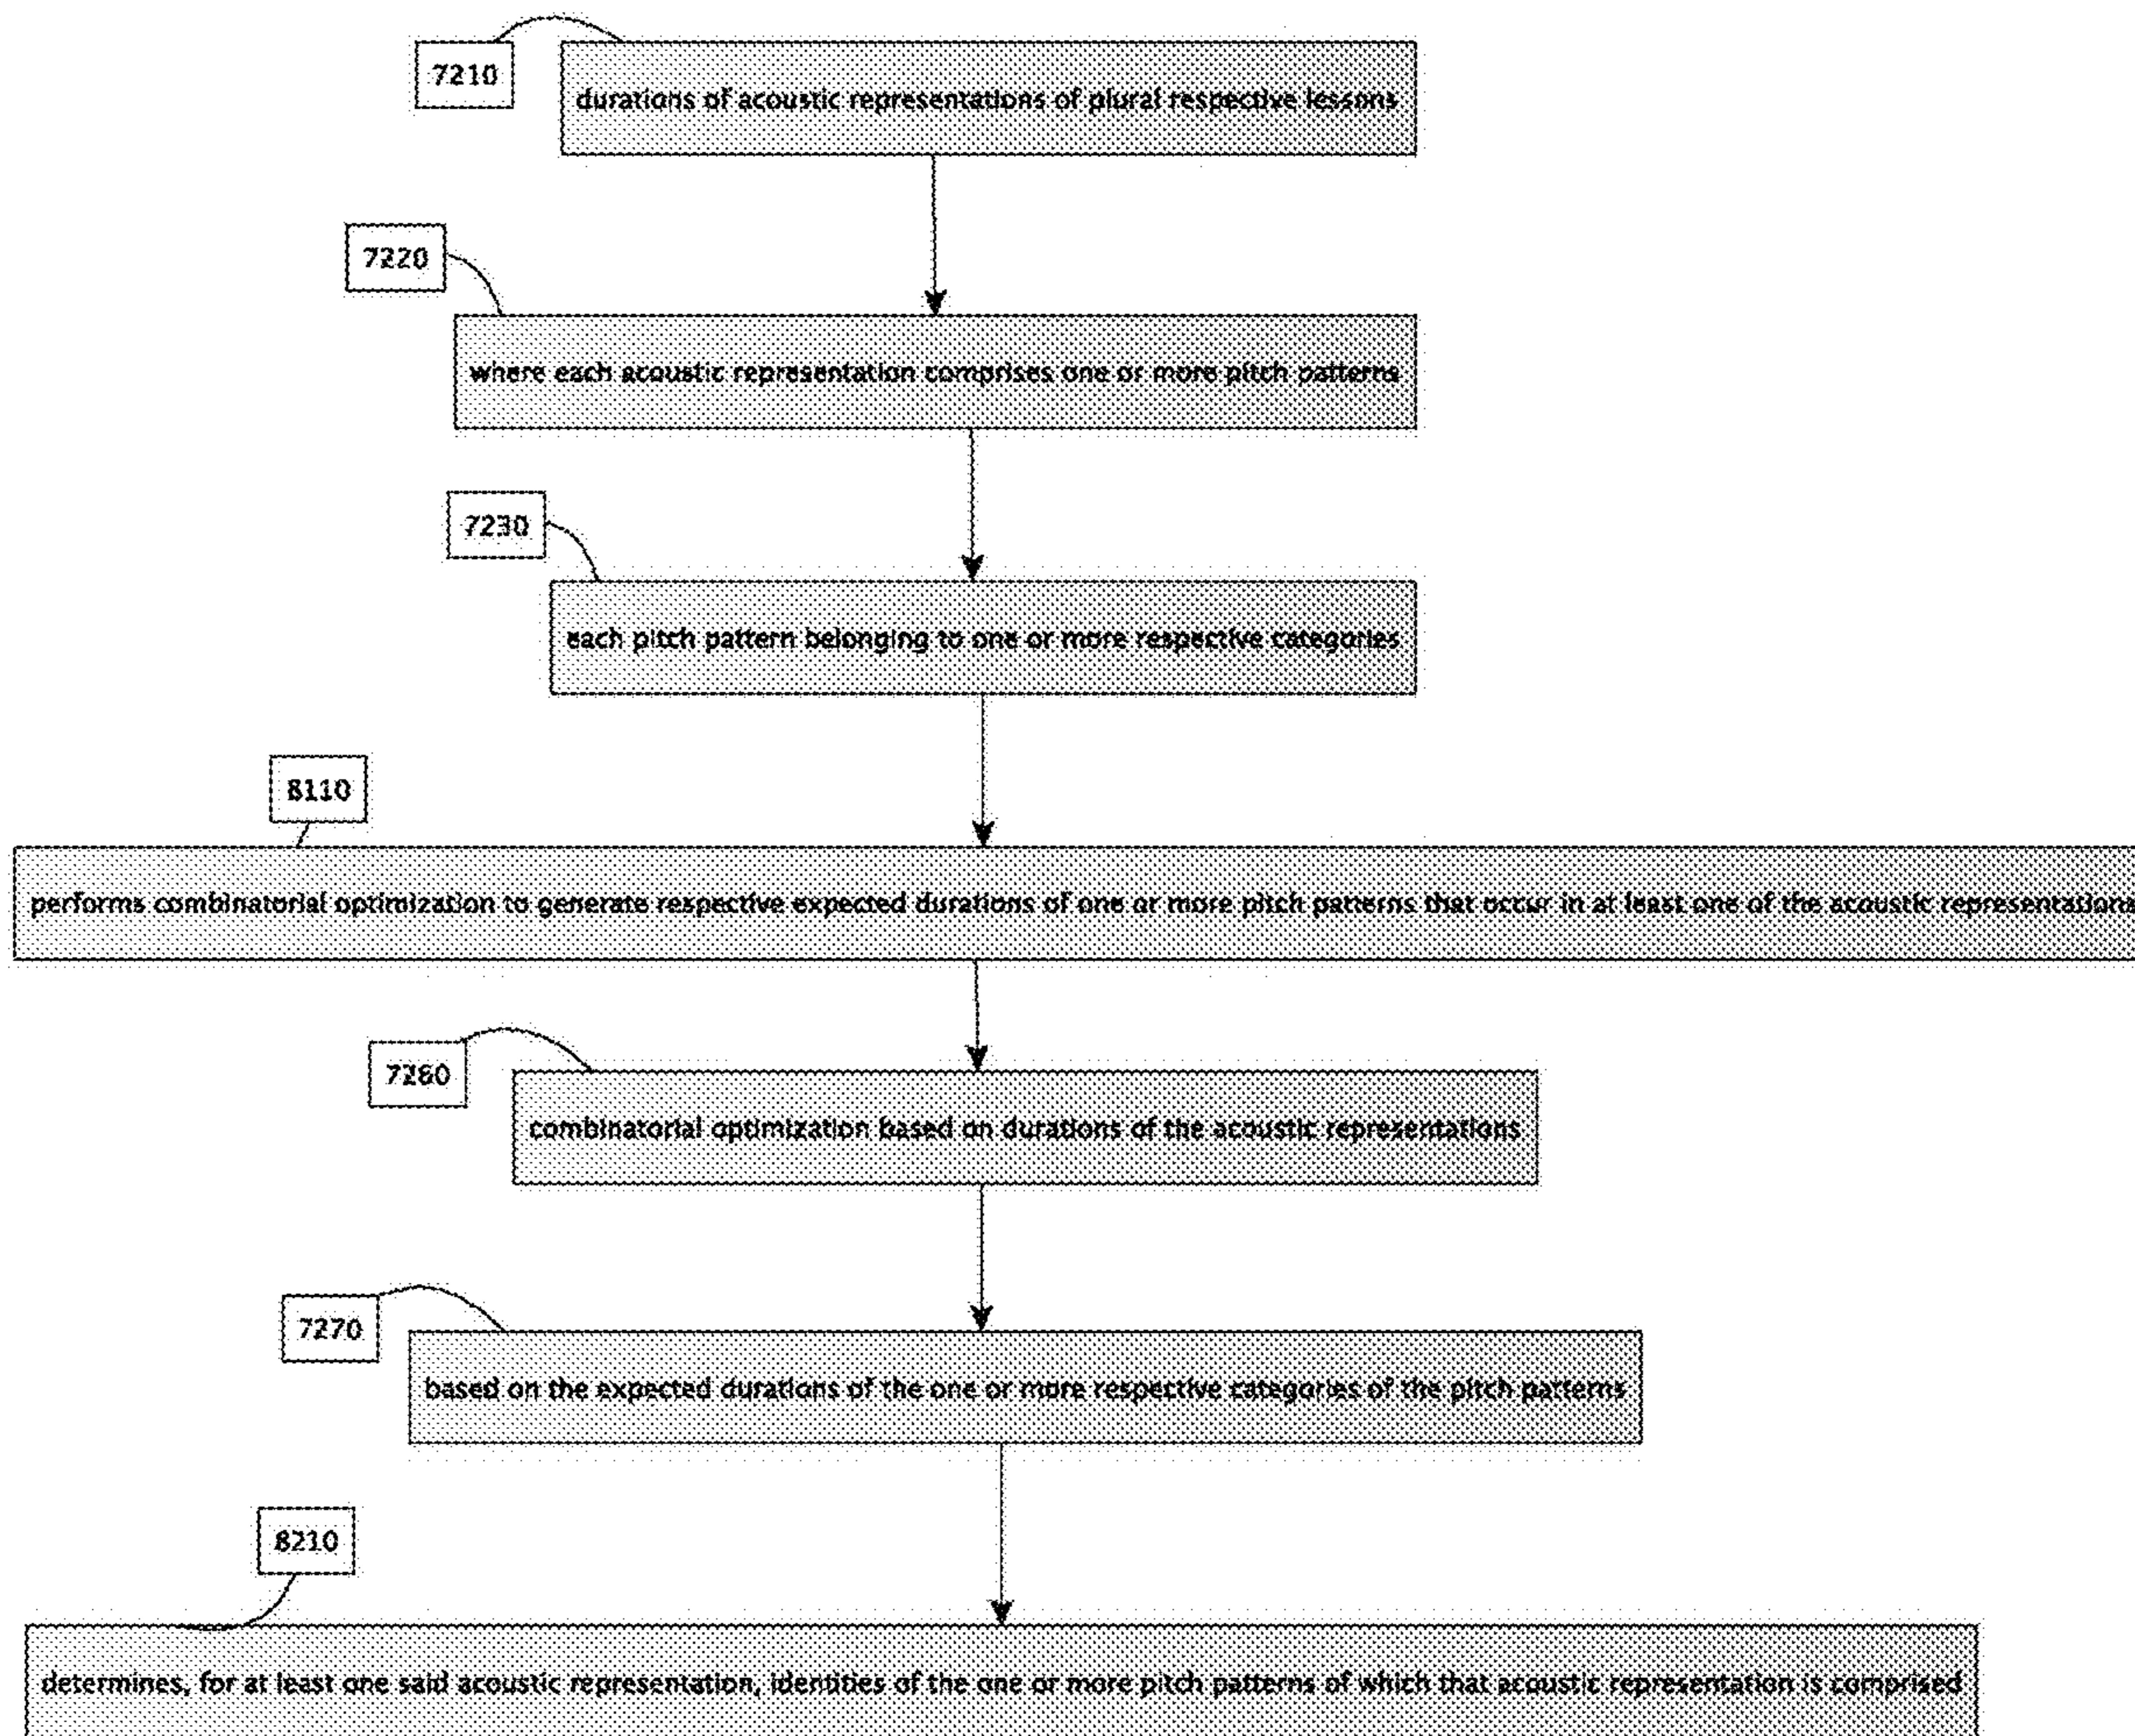 7210
durations of acoustic representations of plural respective lessons
7220
where each acoustic representation comprises one or more pitch patterns
7230
each pitch pattern belonging to one or more respective categories
8110
performs combinatorial optimization to generate respective expected durations of one or more pitch patterns that occur in at least one of the acoustic representations
7260
combinatorial optimization based on durations of the acoustic representations
7270
based on the expected durations of the one or more respective categories of the pitch patterns
8210
determines, for at least one said acoustic representation, identities of the one or more pitch patterns of which that acoustic representation is comprised